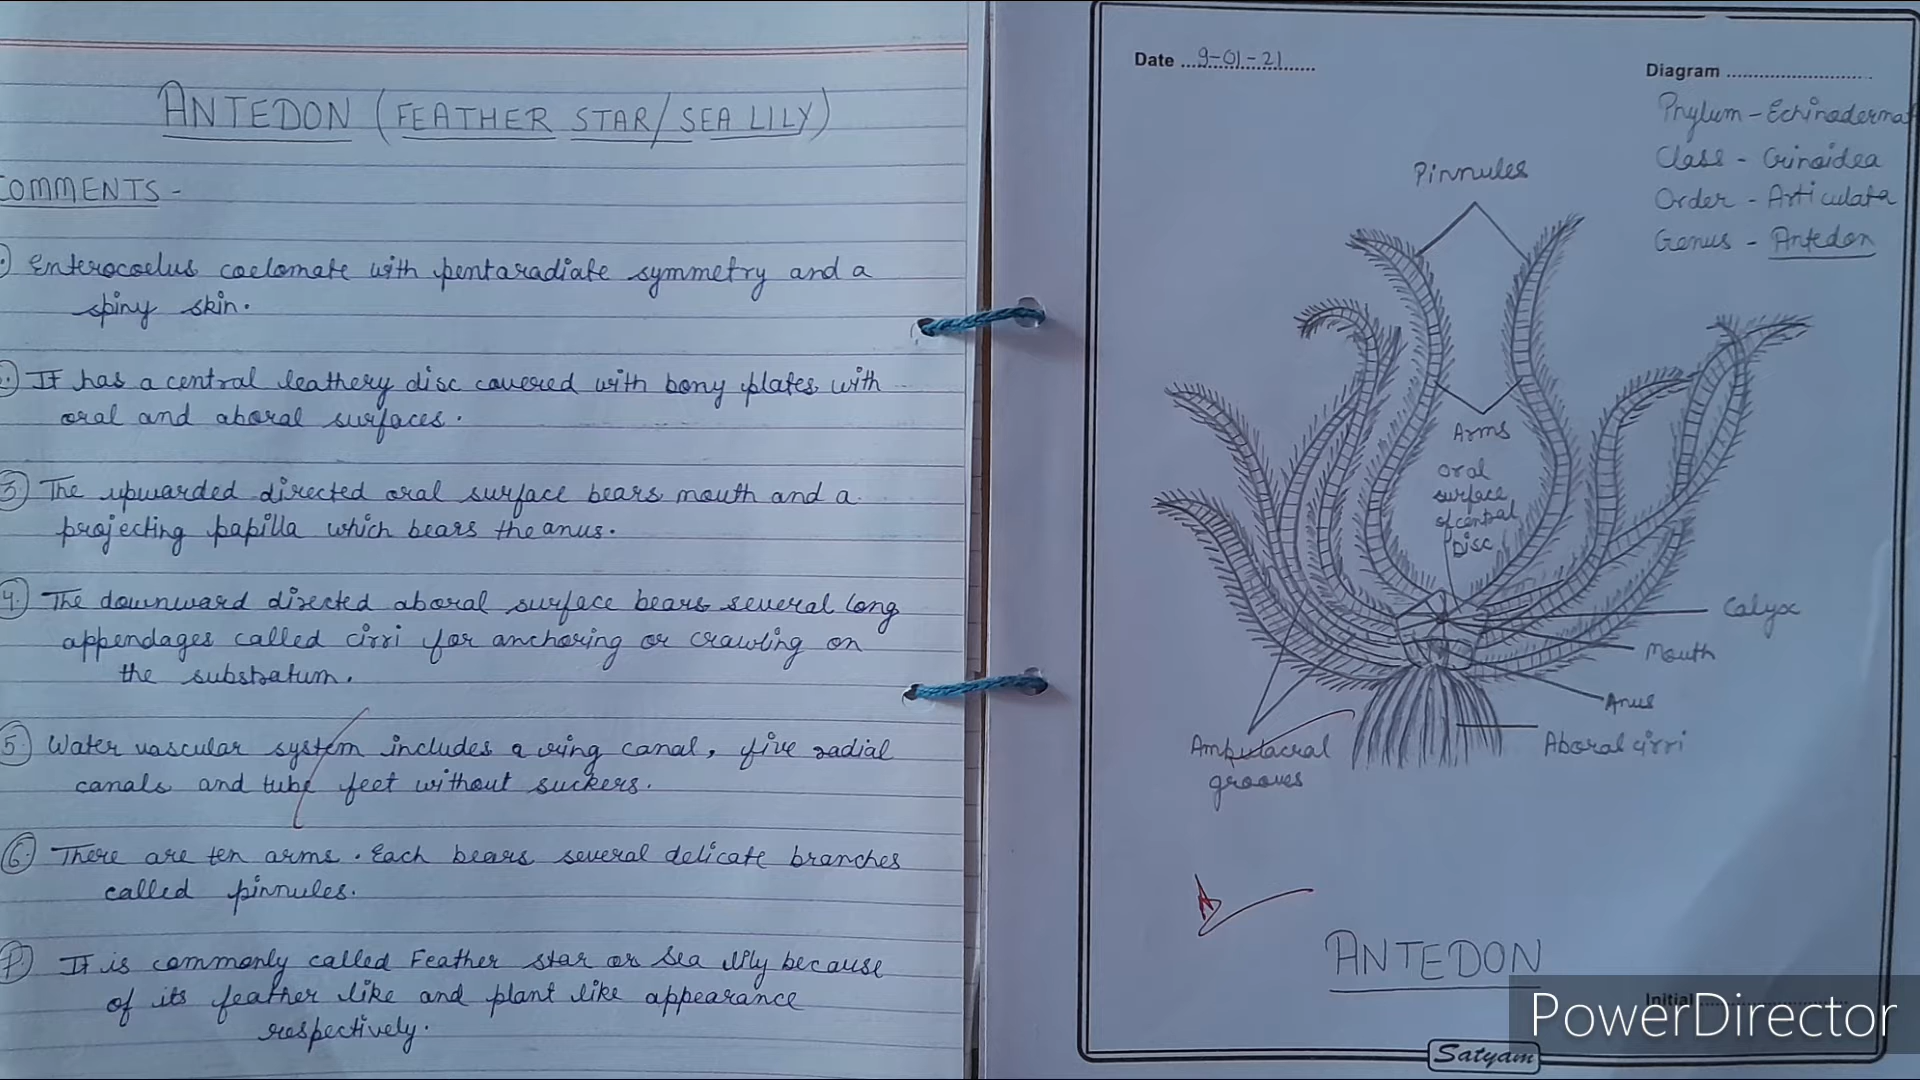 ANTEDON (FEATHER STAR/SEA LILY)
COMMENTS -
Enterocoelus coelomate with pentaradiate symmetry and a
spiny skin.
It has a central leathery disc covered with bony plates with
oral and aboral surfaces.
3. The upwarded directed oral surface bears mouth and a
projecting papilla which bears the anus.
4. The downward directed aboral surface bears several long
appendages called cirri for anchoring or crawling on
the substratum.
5. Water vascular system includes a ring canal, five radial
canals and tube feet without suckers.
6. There are ten arms. Each bears several delicate branches
called pinnules.
7. It is commonly called Feather star or Sea lily because
of its feather like and plant like appearance
respectively.
Date 9-01-21
Diagram
Phylum - Echinodermat
Class - Crinoidea
Order - Articulata
Genus - Antedon
Pinnules
Arms
oral
surface
of central
Disc
Calyx
Mouth
Anus
Aboral cirri
Ambulacral
grooves
ANTEDON
Initial
PowerDirector
Satyam